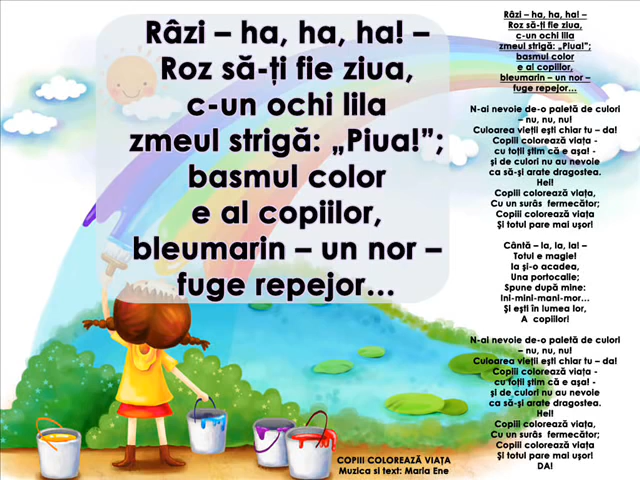 Râzi – ha, ha, ha! –
Roz să-ți fie ziua,
c-un ochi lila
zmeul strigă: „Piua!”;
basmul color
e al copiilor,
bleumarin – un nor –
fuge repejor...
Râzi – ha, ha, ha! –
Roz să-ți fie ziua,
c-un ochi lila
zmeul strigă: „Piua!”;
basmul color
e al copiilor,
bleumarin – un nor –
fuge repejor...
N-ai nevoie de-o paletă de culori
– nu, nu, nu!
Culoarea vieții ești chiar tu – da!
Copiii colorează viața -
cu toții știm că e așa! -
și de culori nu au nevoie
ca să-și arate dragostea.
Hei!
Copiii colorează viața,
Cu un surâs fermecător;
Copiii colorează viața
Și totul pare mai ușor!
Cântă – la, la, la! –
Totul e magie!
Ia și-o acadea,
Una portocalie;
Spune după mine:
Ini-mini-mani-mor...
Și ești în lumea lor,
A copiilor!
N-ai nevoie de-o paletă de culori
– nu, nu, nu!
Culoarea vieții ești chiar tu – da!
Copiii colorează viața -
cu toții știm că e așa! -
și de culori nu au nevoie
ca să-și arate dragostea.
Hei!
Copiii colorează viața,
Cu un surâs fermecător;
Copiii colorează viața
Și totul pare mai ușor!
DA!
COPIII COLOREAZĂ VIAȚA
Muzica si text: Maria Ene